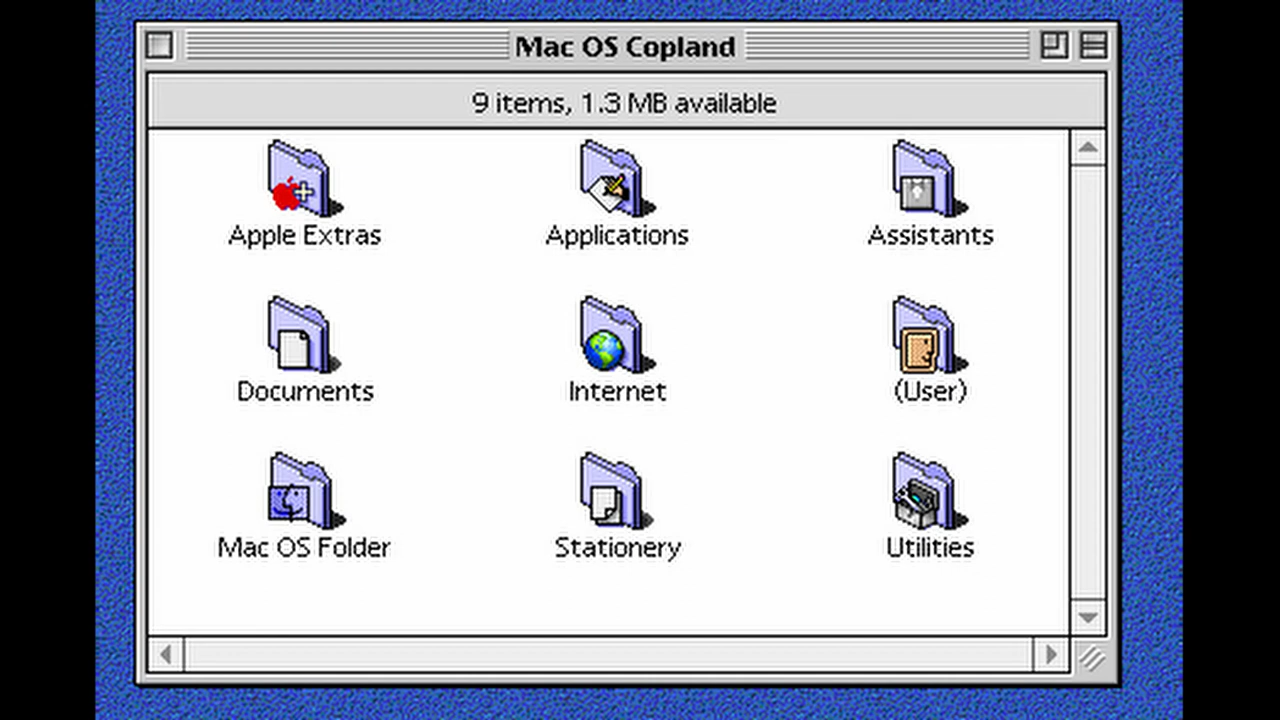 Mac OS Copland
9 items, 1.3 MB available
Apple Extras
Applications
Assistants
Documents
Internet
(User)
Mac OS Folder
Stationery
Utilities